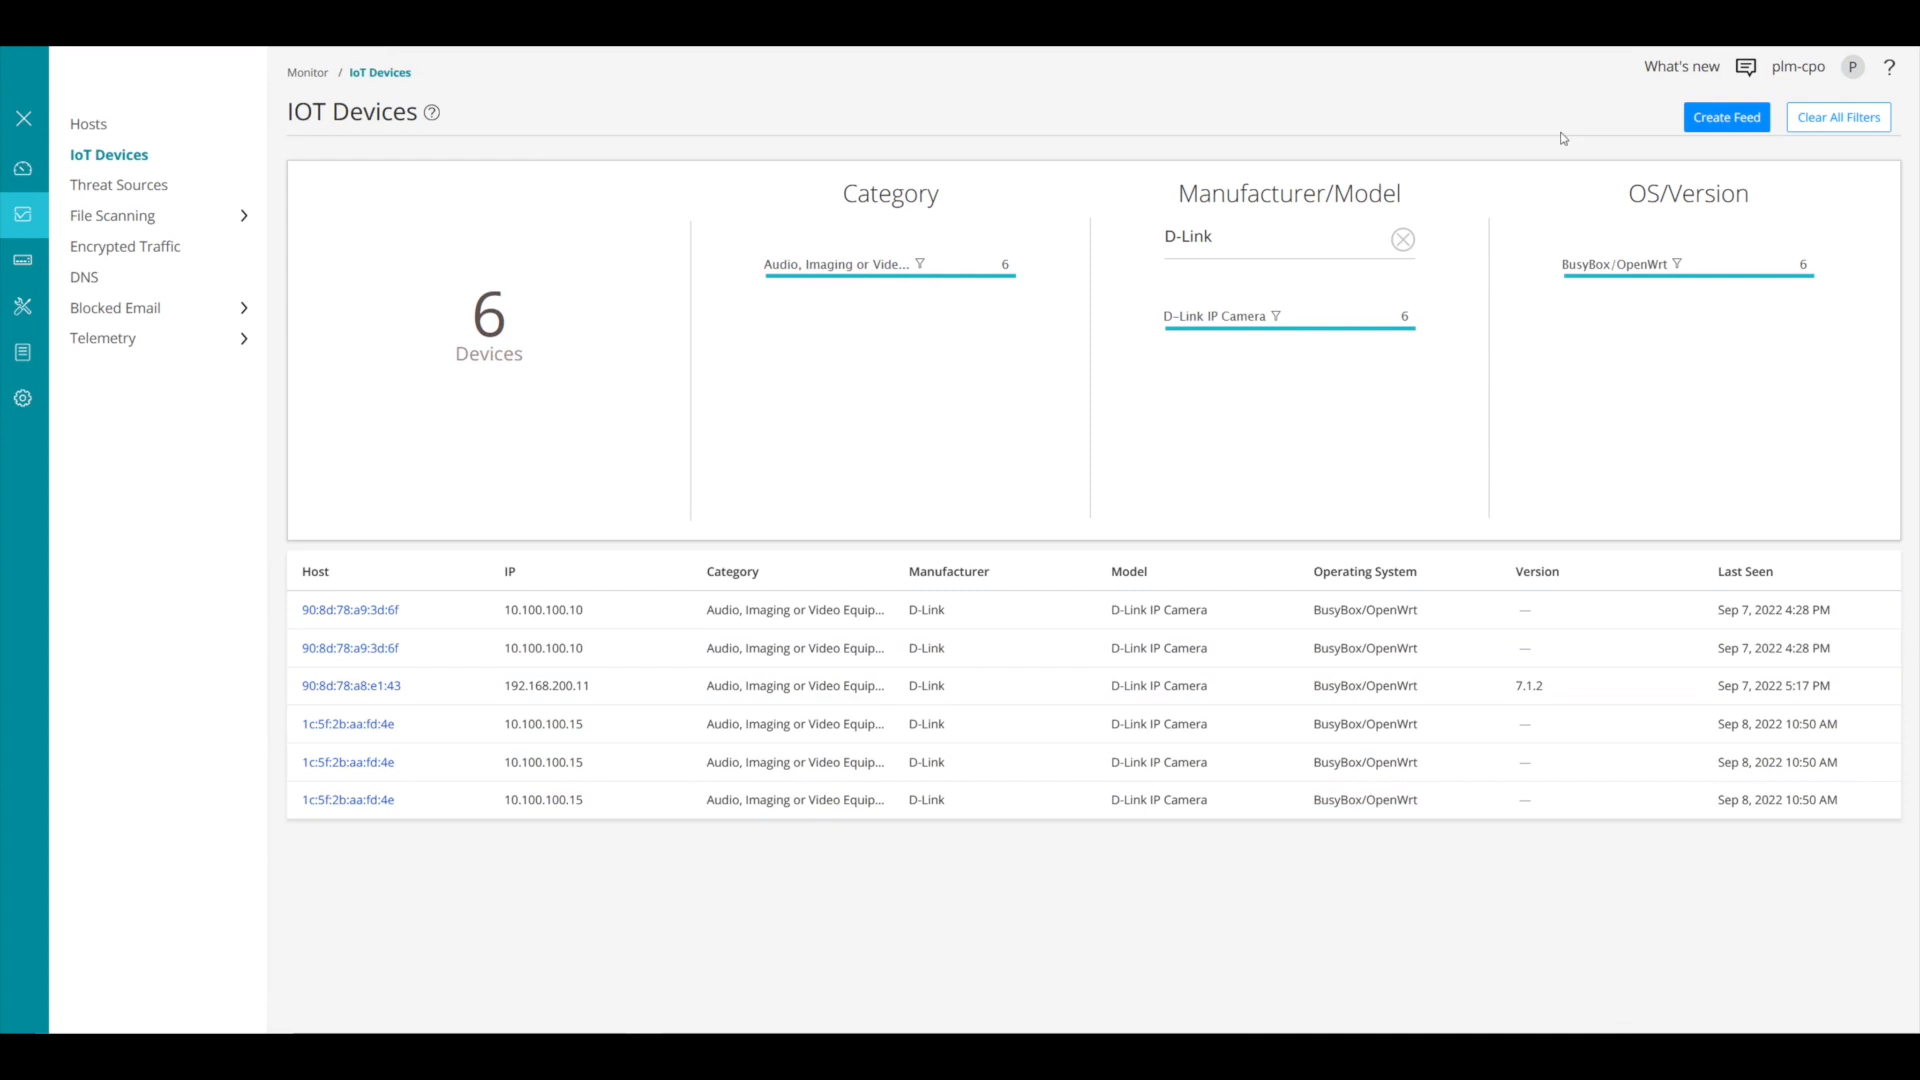 Monitor / IoT Devices
What's new plm-cpo P ?
IOT Devices ?
Create Feed Clear All Filters
Hosts
IoT Devices
Threat Sources
File Scanning
Encrypted Traffic
DNS
Blocked Email
Telemetry
6
Devices
Category
Audio, Imaging or Vide... 6
Manufacturer/Model
D-Link
D-Link IP Camera 6
OS/Version
BusyBox/OpenWrt 6
Host IP Category Manufacturer Model Operating System Version Last Seen
90:8d:78:a9:3d:6f 10.100.100.10 Audio, Imaging or Video Equip... D-Link D-Link IP Camera BusyBox/OpenWrt — Sep 7, 2022 4:28 PM
90:8d:78:a9:3d:6f 10.100.100.10 Audio, Imaging or Video Equip... D-Link D-Link IP Camera BusyBox/OpenWrt — Sep 7, 2022 4:28 PM
90:8d:78:a8:e1:43 192.168.200.11 Audio, Imaging or Video Equip... D-Link D-Link IP Camera BusyBox/OpenWrt 7.1.2 Sep 7, 2022 5:17 PM
1c:5f:2b:aa:fd:4e 10.100.100.15 Audio, Imaging or Video Equip... D-Link D-Link IP Camera BusyBox/OpenWrt — Sep 8, 2022 10:50 AM
1c:5f:2b:aa:fd:4e 10.100.100.15 Audio, Imaging or Video Equip... D-Link D-Link IP Camera BusyBox/OpenWrt — Sep 8, 2022 10:50 AM
1c:5f:2b:aa:fd:4e 10.100.100.15 Audio, Imaging or Video Equip... D-Link D-Link IP Camera BusyBox/OpenWrt — Sep 8, 2022 10:50 AM